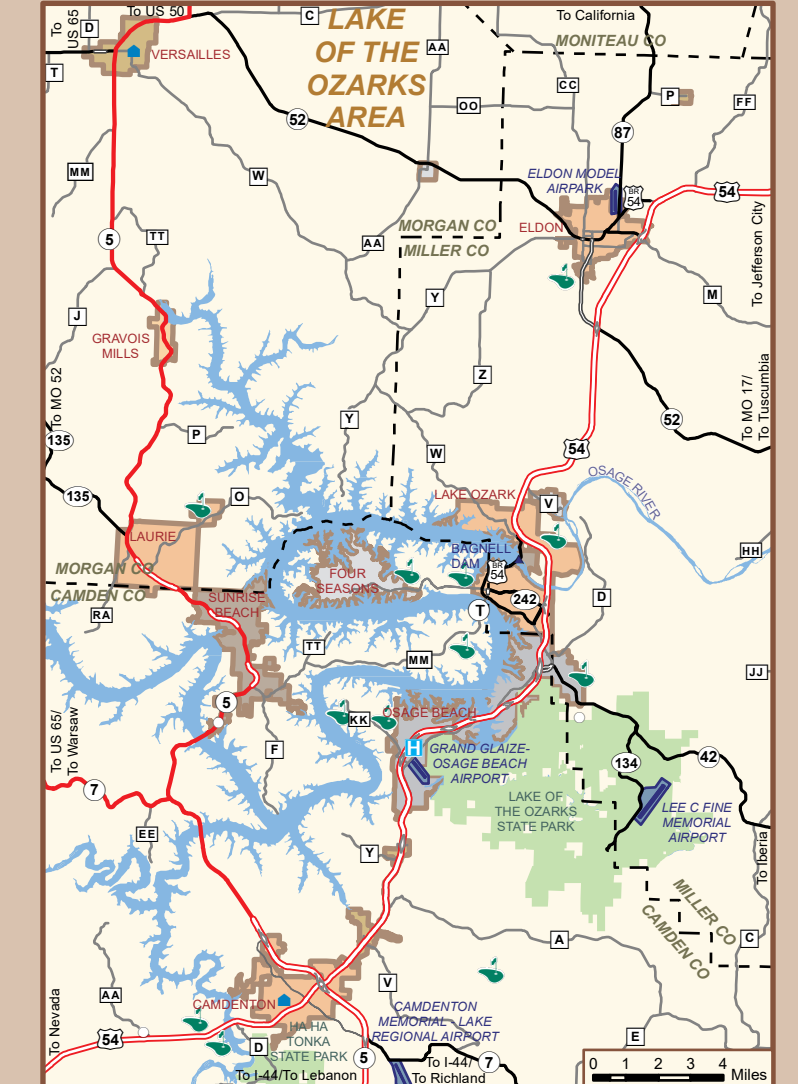 To US 50
To
US 65
D
T
VERSAILLES
C
LAKE
OF THE
OZARKS
AREA
AA
To California
MONITEAU CO
OO
CC
P
FF
52
87
MM
W
ELDON MODEL
AIRPARK
BR
54
54
To Jefferson City
MORGAN CO
MILLER CO
ELDON
5
TT
AA
Y
M
J
GRAVOIS
MILLS
Z
To MO 52
135
P
Y
52
To MO 17/
To Tuscumbia
W
54
135
O
LAKE OZARK
V
OSAGE RIVER
LAURIE
HH
BAGNELL
DAM
BR
54
MORGAN CO
CAMDEN CO
FOUR
SEASONS
SUNRISE
BEACH
RA
T
242
D
TT
MM
JJ
5
KK
OSAGE BEACH
To US 65/
To Warsaw
F
H
GRAND GLAIZE-
OSAGE BEACH
AIRPORT
134
42
7
LAKE OF
THE OZARKS
STATE PARK
LEE C FINE
MEMORIAL
AIRPORT
EE
Y
To Iberia
MILLER CO
CAMDEN CO
A
C
AA
V
CAMDENTON
To Nevada
CAMDENTON
MEMORIAL - LAKE
REGIONAL AIRPORT
54
HA HA
TONKA
STATE PARK
D
5
E
To I-44/To Lebanon
To I-44/
To Richland
7
0 1 2 3 4
Miles